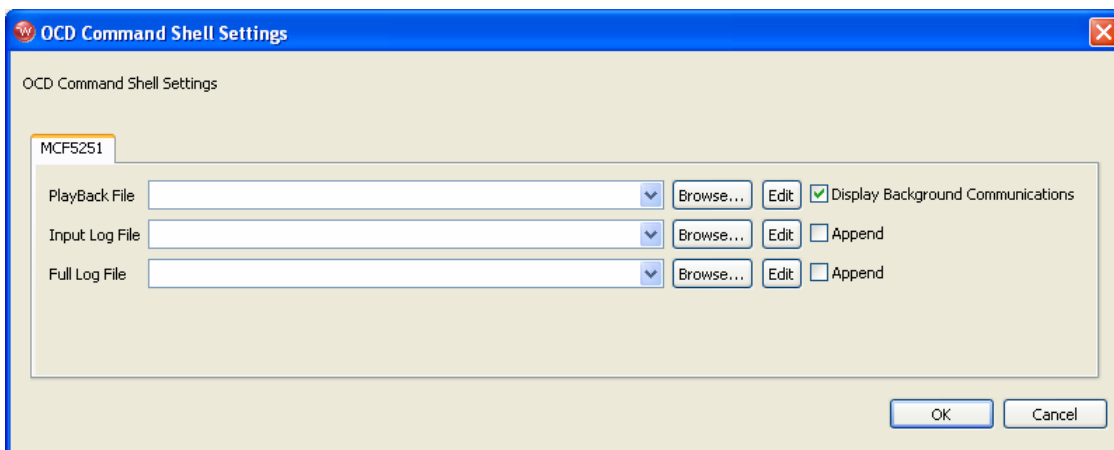 OCD Command Shell Settings
OCD Command Shell Settings
MCF5251
PlayBack File Browse... Edit Display Background Communications
Input Log File Browse... Edit Append
Full Log File Browse... Edit Append
OK Cancel